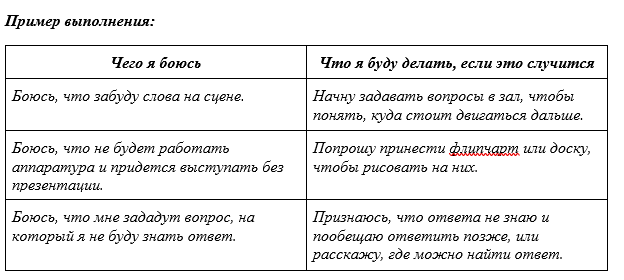 Пример выполнения:
Чего я боюсь
Что я буду делать, если это случится
Боюсь, что забуду слова на сцене.
Начну задавать вопросы в зал, чтобы
понять, куда стоит двигаться дальше.
Боюсь, что не будет работать
аппаратура и придется выступать без
презентации.
Попрошу принести флипчарт или доску,
чтобы рисовать на них.
Боюсь, что мне зададут вопрос, на
который я не буду знать ответ.
Признаюсь, что ответа не знаю и
пообещаю ответить позже, или
расскажу, где можно найти ответ.